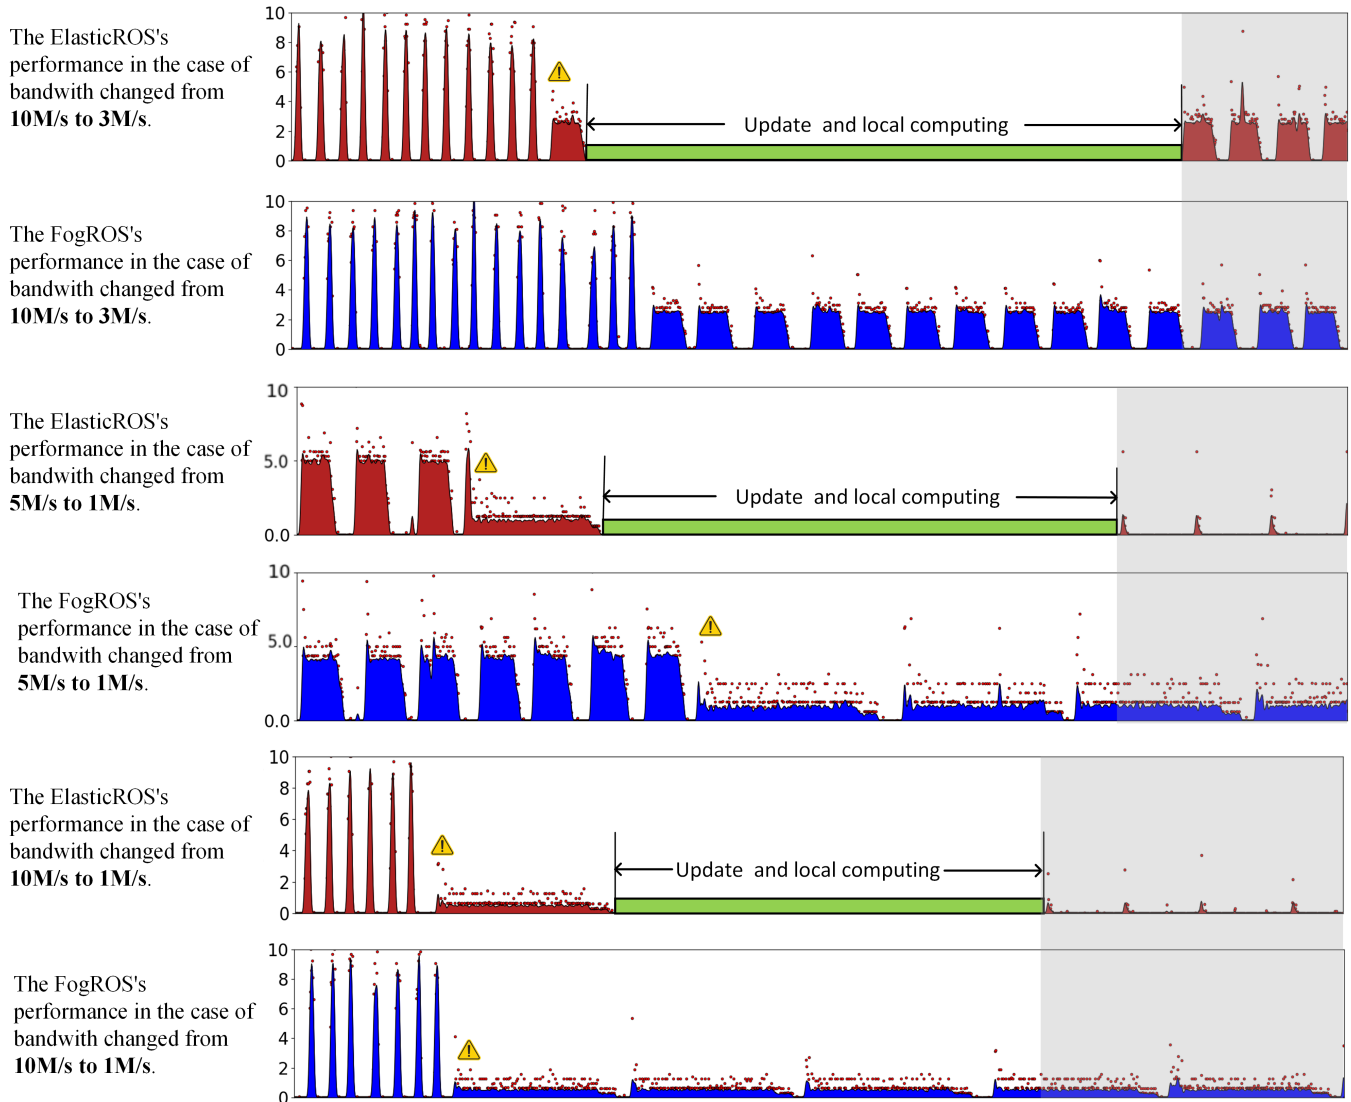 The ElasticROS's
performance in the case of
bandwith changed from
10M/s to 3M/s.
10
8
6
4
2
0
Update and local computing
The FogROS's
performance in the case of
bandwith changed from
10M/s to 3M/s.
10
8
6
4
2
0
The ElasticROS's
performance in the case of
bandwith changed from
5M/s to 1M/s.
10
5.0
0.0
Update and local computing
The FogROS's
performance in the case of
bandwith changed from
5M/s to 1M/s.
10
5.0
0.0
The ElasticROS's
performance in the case of
bandwith changed from
10M/s to 1M/s.
10
8
6
4
2
0
Update and local computing
The FogROS's
performance in the case of
bandwith changed from
10M/s to 1M/s.
10
8
6
4
2
0